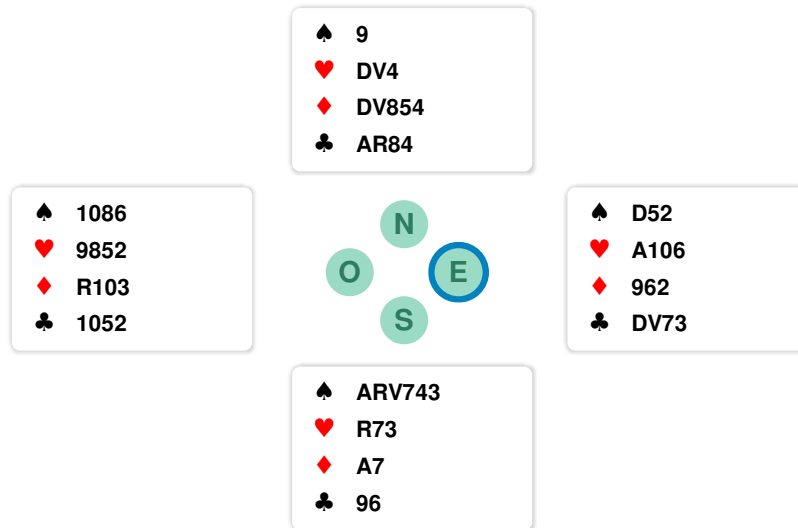 ♠ 9
♥ DV4
♦ DV854
♣ AR84
♠ 1086
♥ 9852
♦ R103
♣ 1052
N
O E
S
♠ D52
♥ A106
♦ 962
♣ DV73
♠ ARV743
♥ R73
♦ A7
♣ 96